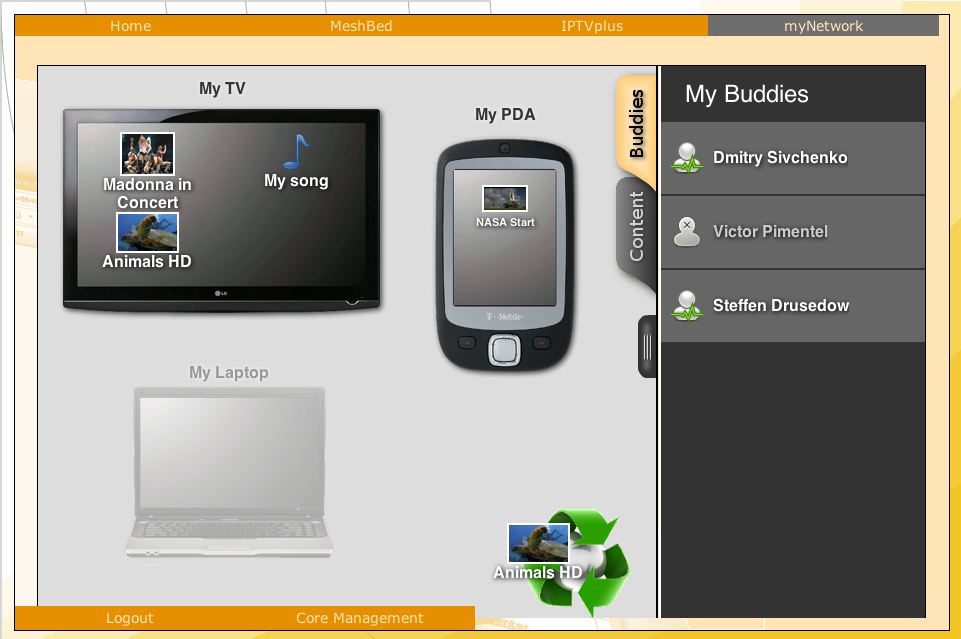 Home
MeshBed
IPTVplus
myNetwork
My TV
Madonna in
Concert
My song
Animals HD
LG
My PDA
NASA Start
T··Mobile·
Buddies
Content
My Buddies
Dmitry Sivchenko
Victor Pimentel
Steffen Drusedow
My Laptop
Animals HD
Logout
Core Management